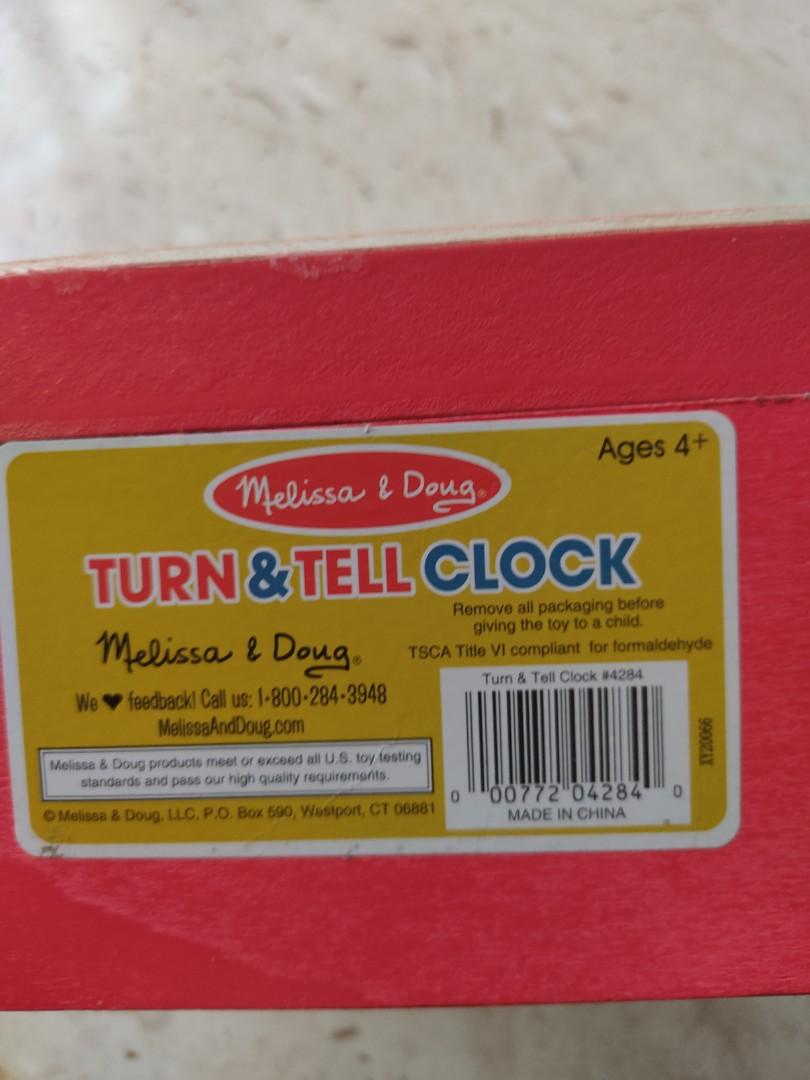 Ages 4+
Melissa & Doug®
TURN & TELL CLOCK
Remove all packaging before
giving the toy to a child.
TSCA Title VI compliant for formaldehyde
Melissa & Doug®
We ♥ feedback! Call us: 1-800-284-3948
MelissaAndDoug.com
Melissa & Doug products meet or exceed all U.S. toy testing
standards and pass our high quality requirements.
© Melissa & Doug, LLC, P.O. Box 590, Westport, CT 06881
Turn & Tell Clock #4284
0 00772 04284 0
MADE IN CHINA
XY20066